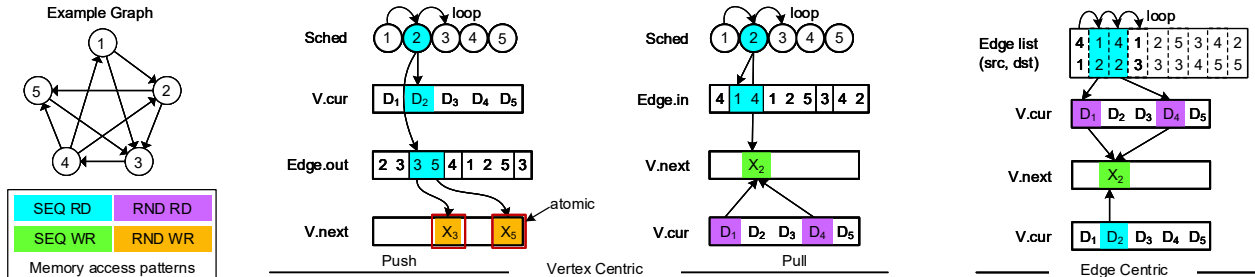 Example Graph
1
5
2
4
3
SEQ RD RND RD
SEQ WR RND WR
Memory access patterns
loop
Sched 1 2 3 4 5
V.cur D1 D2 D3 D4 D5
Edge.out 2 3 3 5 4 1 2 5 3
atomic
V.next X3 X5
Push
loop
Sched 1 2 3 4 5
Edge.in 4 1 4 1 2 5 3 4 2
V.next X2
V.cur D1 D2 D3 D4 D5
Pull
Vertex Centric
loop
Edge list 4 1 4 1 2 5 3 4 2
(src, dst) 1 2 2 3 3 3 4 5 5
V.cur D1 D2 D3 D4 D5
V.next X2
V.cur D1 D2 D3 D4 D5
Edge Centric